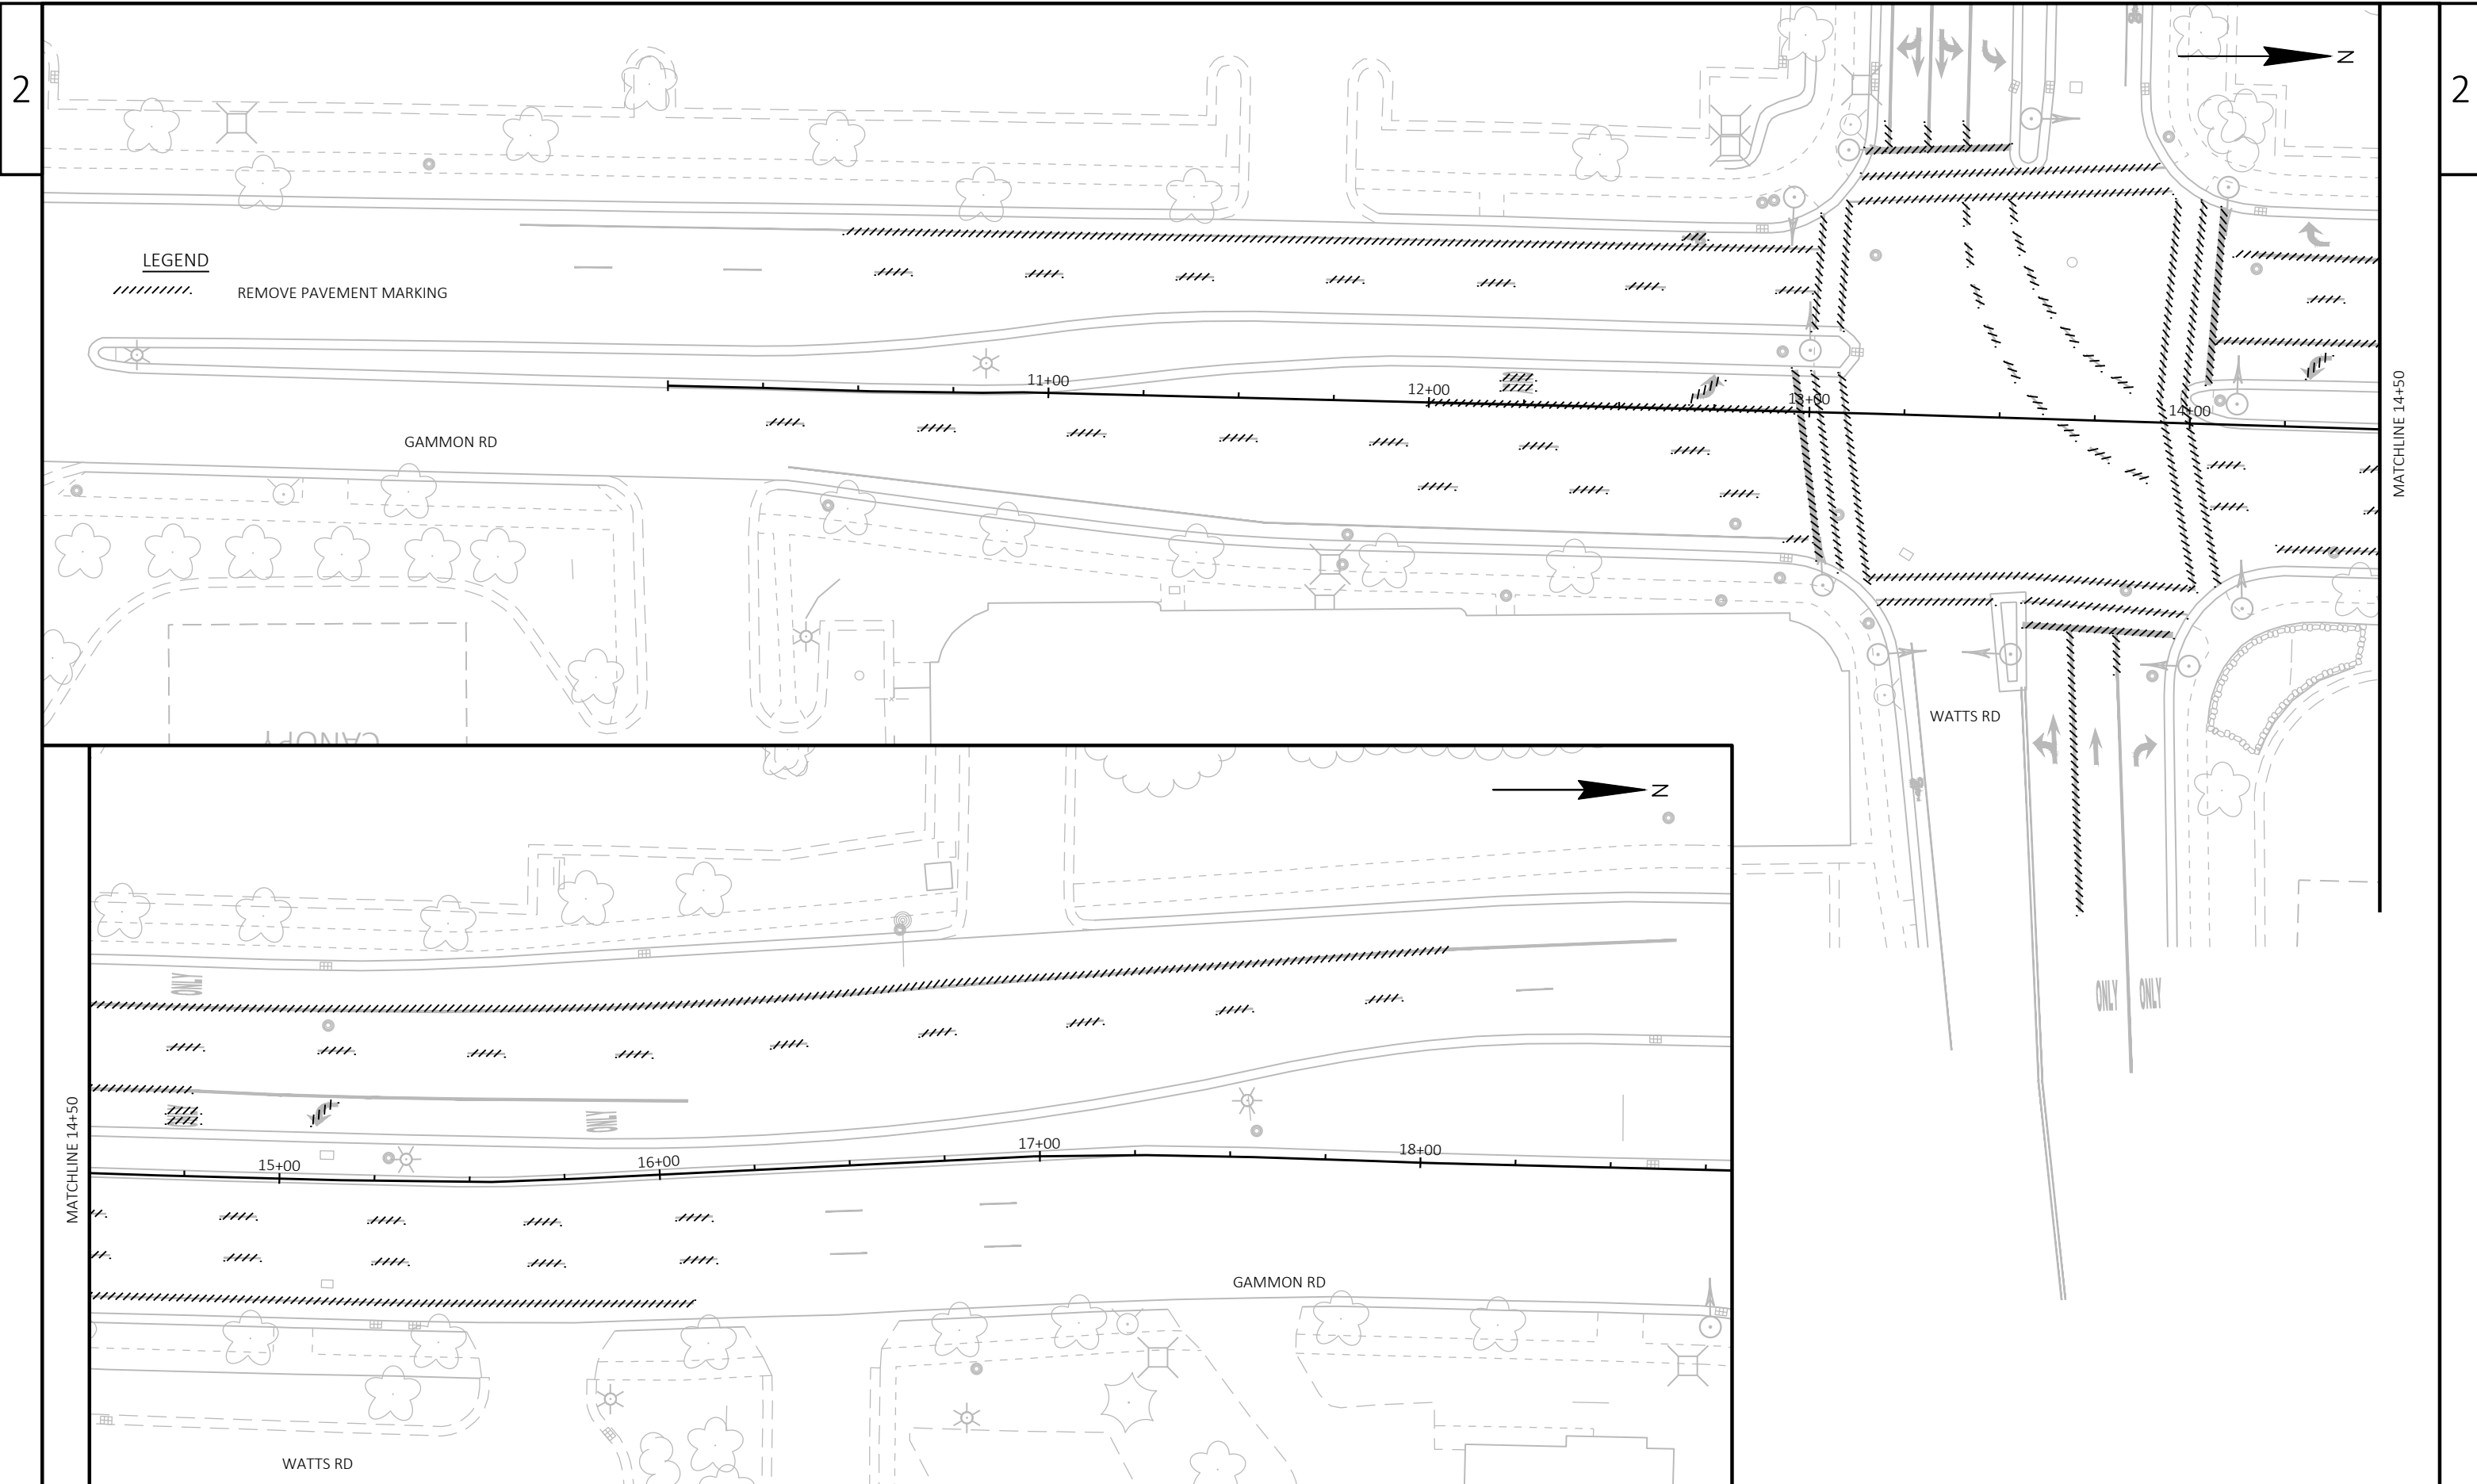 2
2
N
LEGEND
REMOVE PAVEMENT MARKING
11+00
12+00
13+00
14+00
GAMMON RD
MATCHLINE 14+50
WATTS RD
CANOPY
N
ONLY
ONLY
ONLY
ONLY
MATCHLINE 14+50
15+00
16+00
17+00
18+00
GAMMON RD
WATTS RD